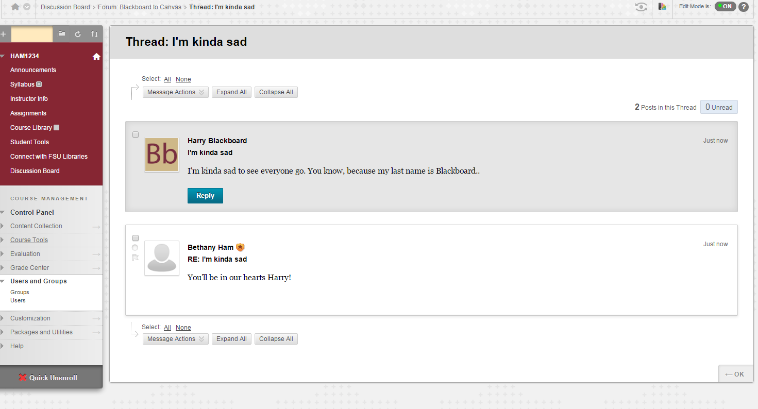 Discussion Board > Forum: Blackboard to Canvas > Thread: I'm kinda sad
Edit Mode is: ON ?
HAM1234
Announcements
Syllabus
Instructor Info
Assignments
Course Library
Student Tools
Connect with FSU Libraries
Discussion Board
COURSE MANAGEMENT
Control Panel
Content Collection
Course Tools
Evaluation
Grade Center
Users and Groups
Groups
Users
Customization
Packages and Utilities
Help
Quick Unenroll
Thread: I'm kinda sad
Select: All None
Message Actions Expand All Collapse All
2 Posts in this Thread 0 Unread
Bb
Harry Blackboard
Just now
I'm kinda sad
I'm kinda sad to see everyone go. You know, because my last name is Blackboard..
Reply
Bethany Ham
Just now
RE: I'm kinda sad
You'll be in our hearts Harry!
Select: All None
Message Actions Expand All Collapse All
← OK